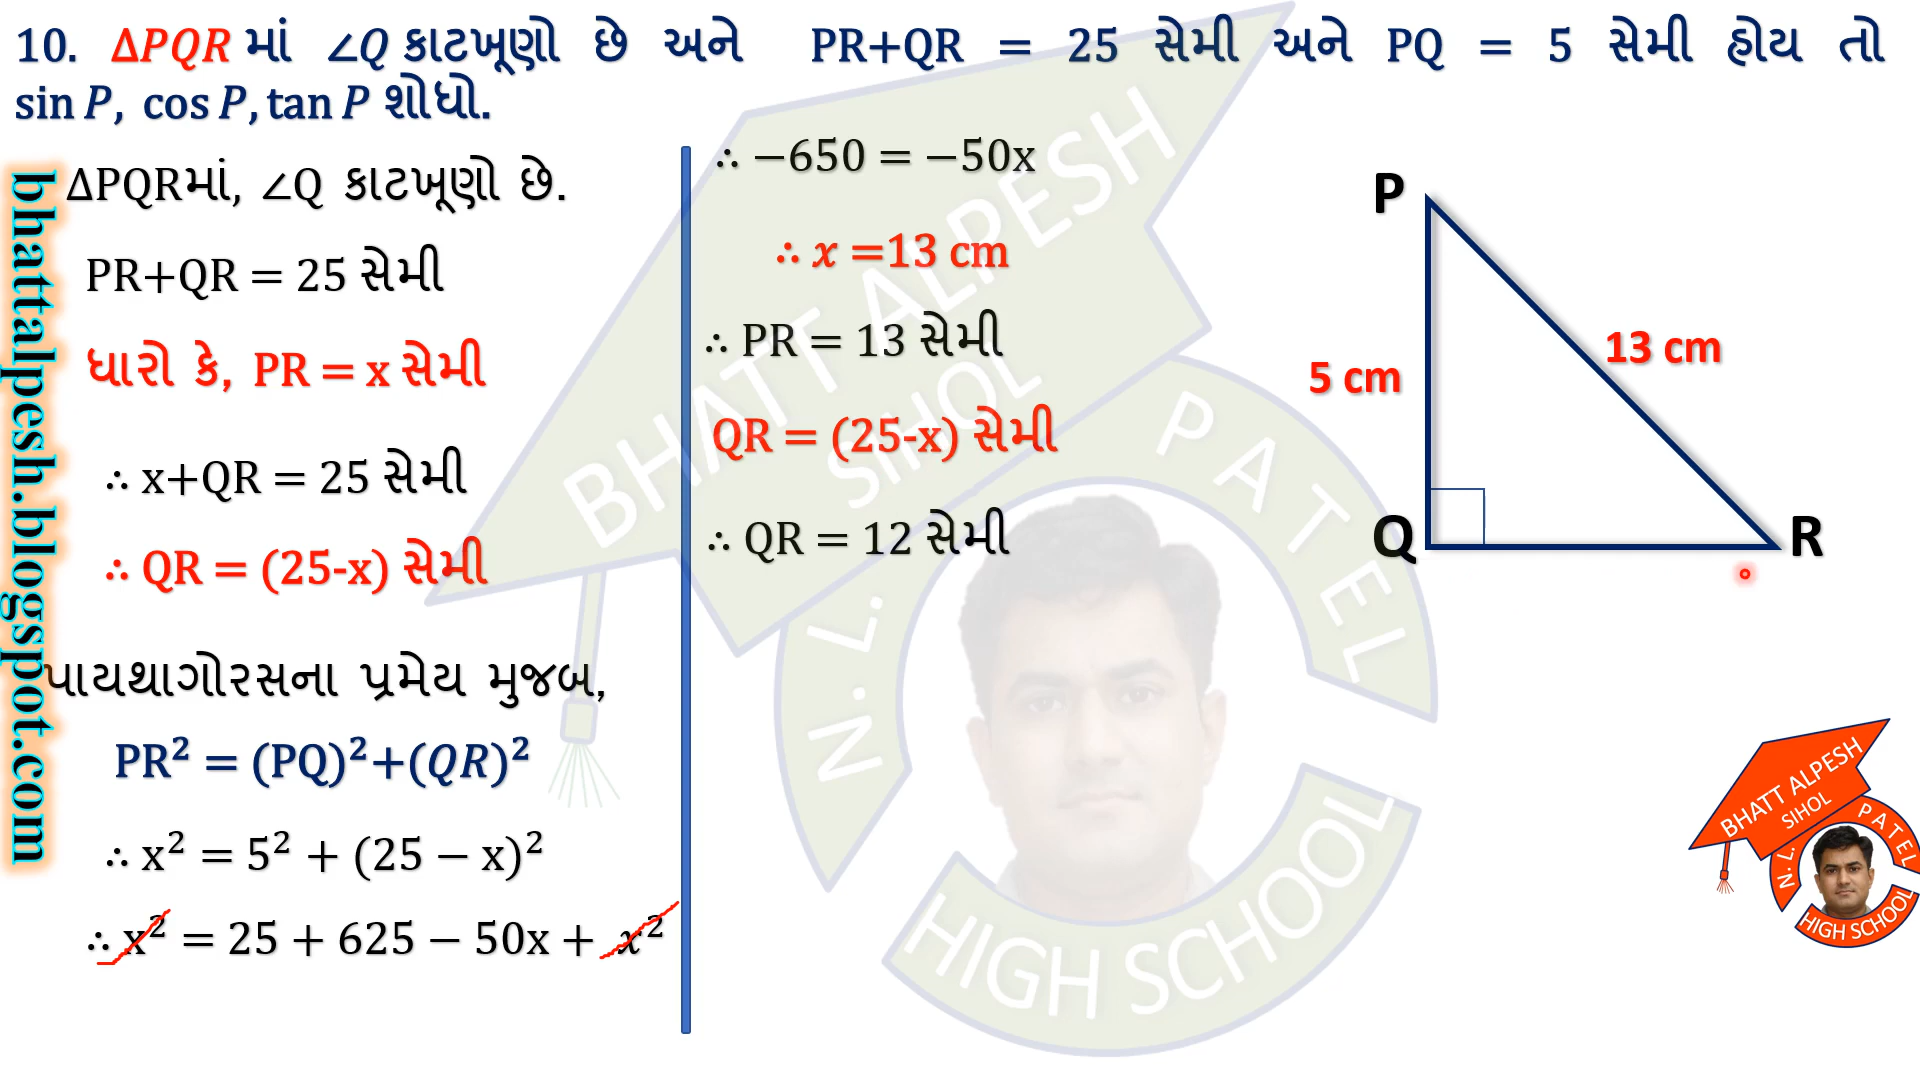 10. ∆PQR માં ∠Q કાટખૂણો છે અને PR+QR = 25 સેમી અને PQ = 5 સેમી હોય તો
sin P, cos P, tan P શોધો.
∆PQRમાં, ∠Q કાટખૂણો છે.
PR+QR = 25 સેમી
ધારો કે, PR = x સેમી
∴ x+QR = 25 સેમી
∴ QR = (25-x) સેમી
પાયથાગોરસના પ્રમેય મુજબ,
PR² = (PQ)²+(QR)²
∴ x² = 5² + (25 − x)²
∴ x² = 25 + 625 − 50x + x²
∴ −650 = −50x
∴ x =13 cm
∴ PR = 13 સેમી
QR = (25-x) સેમી
∴ QR = 12 સેમી
P
5 cm
13 cm
Q
R
bhattalpesh.blogspot.com
BHATT ALPESH
SIHOL
N. L. PATEL
HIGH SCHOOL
BHATT ALPESH
SIHOL
N. L. PATEL
HIGH SCHOOL